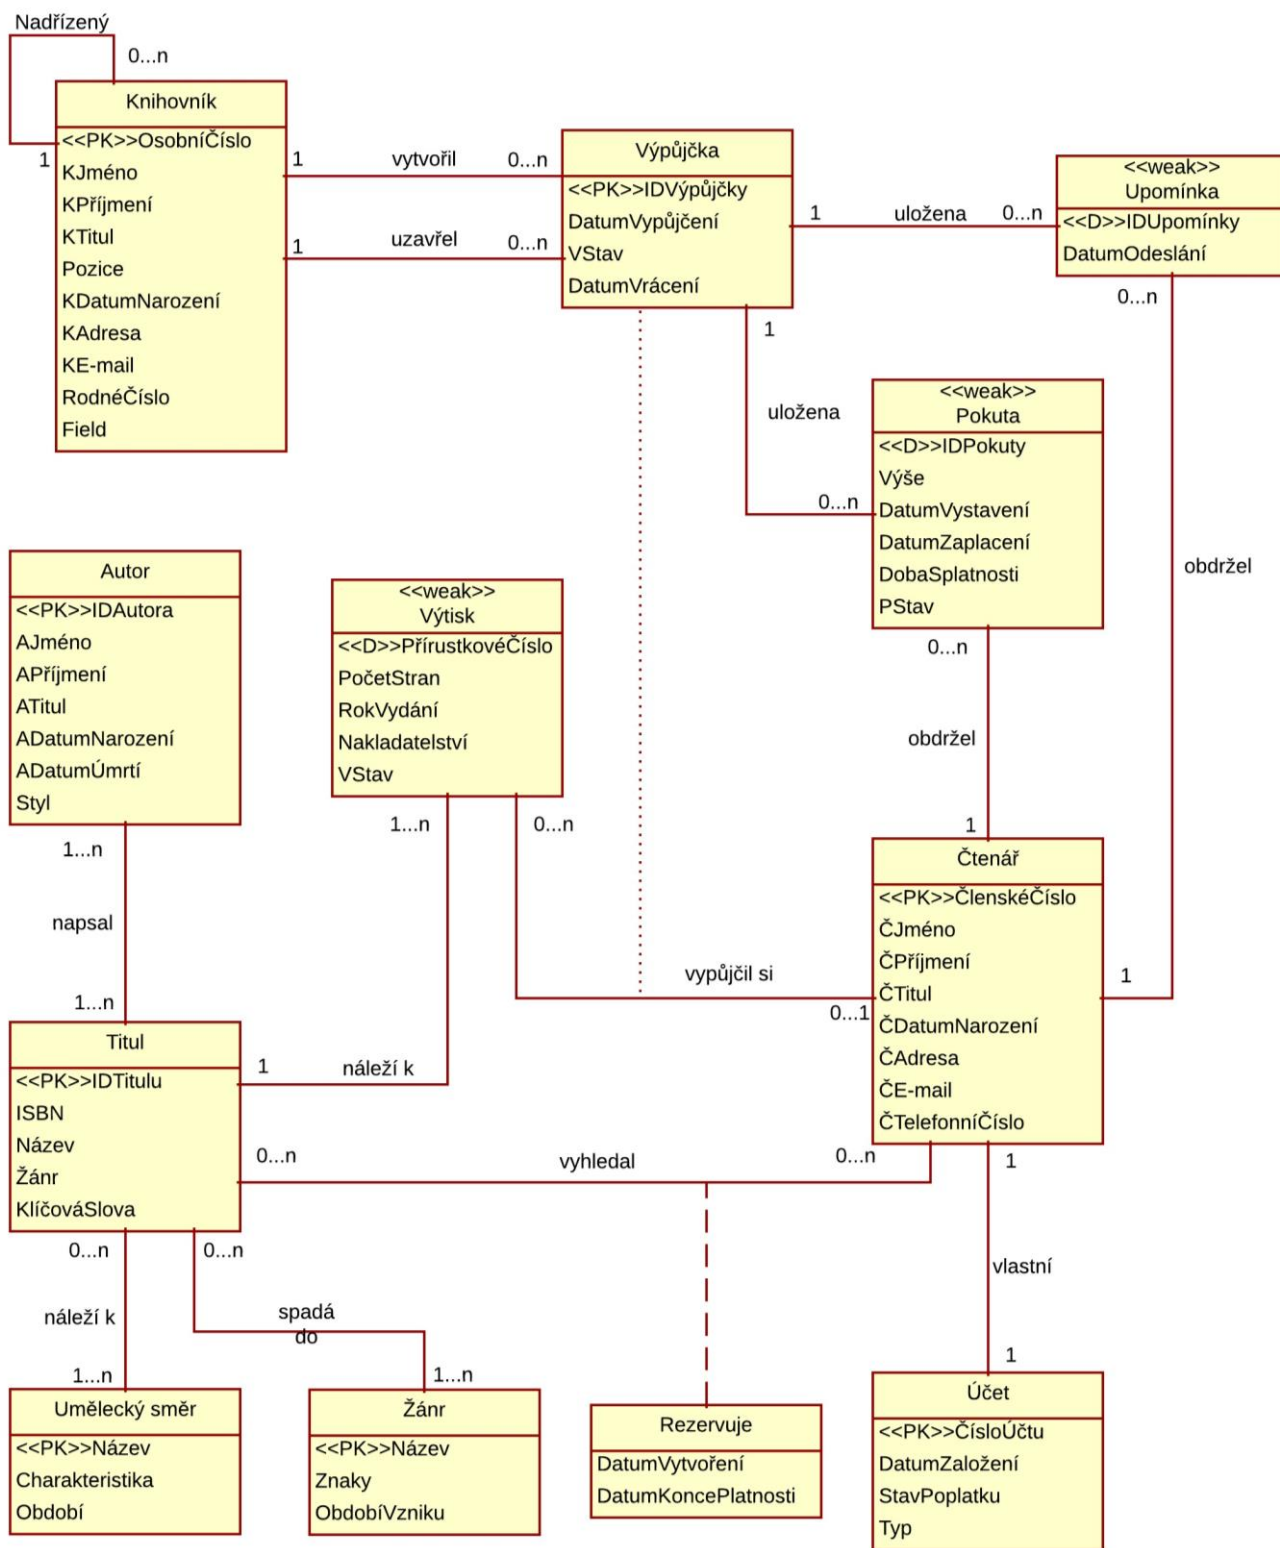 Nadřízený
0...n
1
Knihovník
<<PK>>OsobníČíslo
KJméno
KPříjmení
KTitul
Pozice
KDatumNarození
KAdresa
KE-mail
RodnéČíslo
Field
1
vytvořil
0...n
1
uzavřel
0...n
Výpůjčka
<<PK>>IDVýpůjčky
DatumVypůjčení
VStav
DatumVrácení
1
uložena
0...n
<<weak>>
Upomínka
<<D>>IDUpomínky
DatumOdeslání
0...n
1
uložena
0...n
<<weak>>
Pokuta
<<D>>IDPokuty
Výše
DatumVystavení
DatumZaplacení
DobaSplatnosti
PStav
obdržel
0...n
obdržel
1
Autor
<<PK>>IDAutora
AJméno
APříjmení
ATitul
ADatumNarození
ADatumÚmrtí
Styl
1...n
napsal
1...n
<<weak>>
Výtisk
<<D>>PřírustkovéČíslo
PočetStran
RokVydání
Nakladatelství
VStav
1...n
0...n
vypůjčil si
0...1
Čtenář
<<PK>>ČlenskéČíslo
ČJméno
ČPříjmení
ČTitul
ČDatumNarození
ČAdresa
ČE-mail
ČTelefonníČíslo
1
Titul
<<PK>>IDTitulu
ISBN
Název
Žánr
KlíčováSlova
1
náleží k
0...n
vyhledal
0...n
1
vlastní
1
0...n
0...n
náleží k
spadá
do
1...n
1...n
Umělecký směr
<<PK>>Název
Charakteristika
Období
Žánr
<<PK>>Název
Znaky
ObdobíVzniku
Rezervuje
DatumVytvoření
DatumKoncePlatnosti
Účet
<<PK>>ČísloÚčtu
DatumZaložení
StavPoplatku
Typ